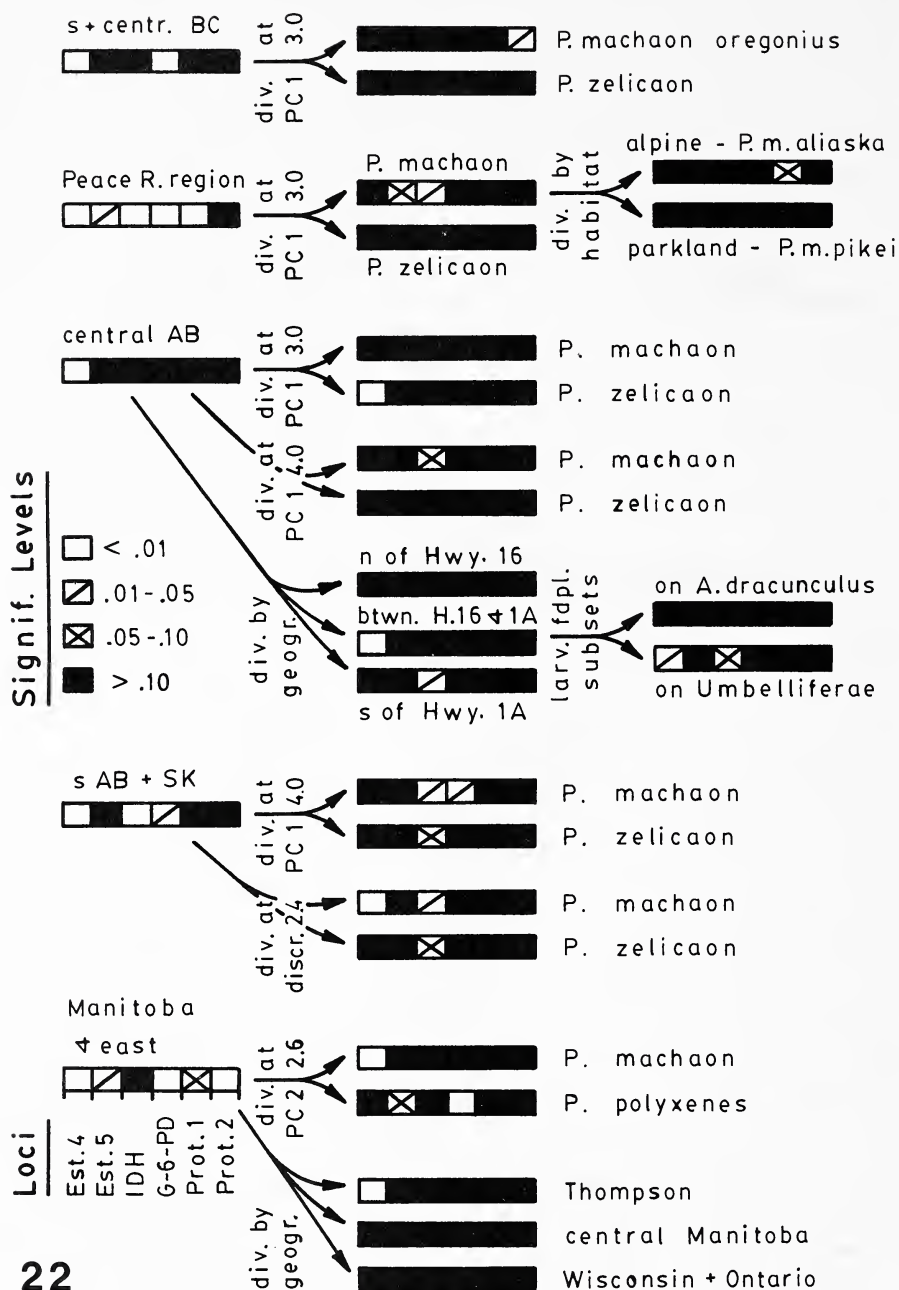 s + centr. BC
div. at
PC 1 3.0
P. machaon oregonius
P. zelicaon
Peace R. region
div. at
PC 1 3.0
P. machaon
P. zelicaon
div. by
habitat
alpine - P. m. aliaska
parkland - P. m. pikei
central AB
div. at
PC 1 3.0
P. machaon
P. zelicaon
div. at
PC 1 4.0
P. machaon
P. zelicaon
Signif. Levels
< .01
.01-.05
.05-.10
> .10
div. by
geogr.
n of Hwy. 16
btwn. H.16 & 1A
s of Hwy. 1A
larv. fdpl.
subsets
on A. dracunculus
on Umbelliferae
s AB + SK
div. at
PC 1 4.0
P. machaon
P. zelicaon
div. at
discr. 2.4
P. machaon
P. zelicaon
Manitoba
& east
div. at
PC 2 2.6
P. machaon
P. polyxenes
Loci
Est. 4
Est. 5
IDH
G-6-PD
Prot. 1
Prot. 2
div. by
geogr.
Thompson
central Manitoba
Wisconsin + Ontario
22